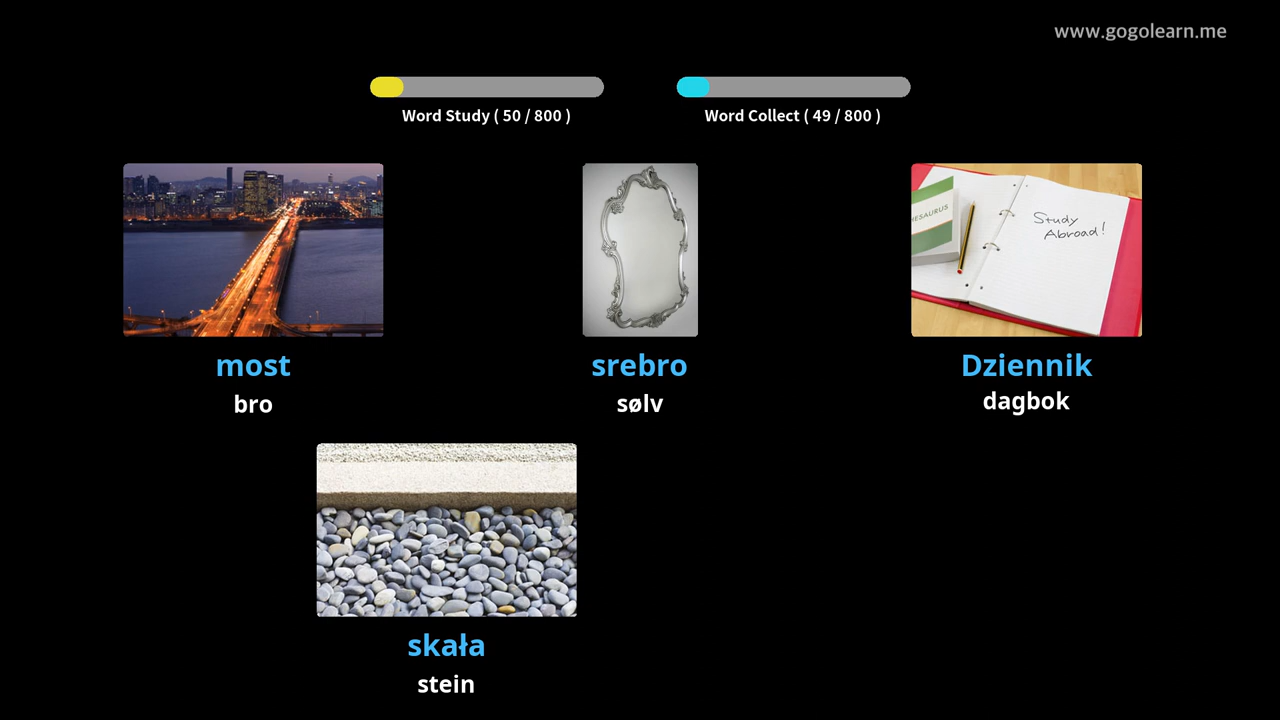 www.gogolearn.me
Word Study ( 50 / 800 )
Word Collect ( 49 / 800 )
HESAURUS
Study
Abroad!
most
srebro
Dziennik
bro
sølv
dagbok
skała
stein